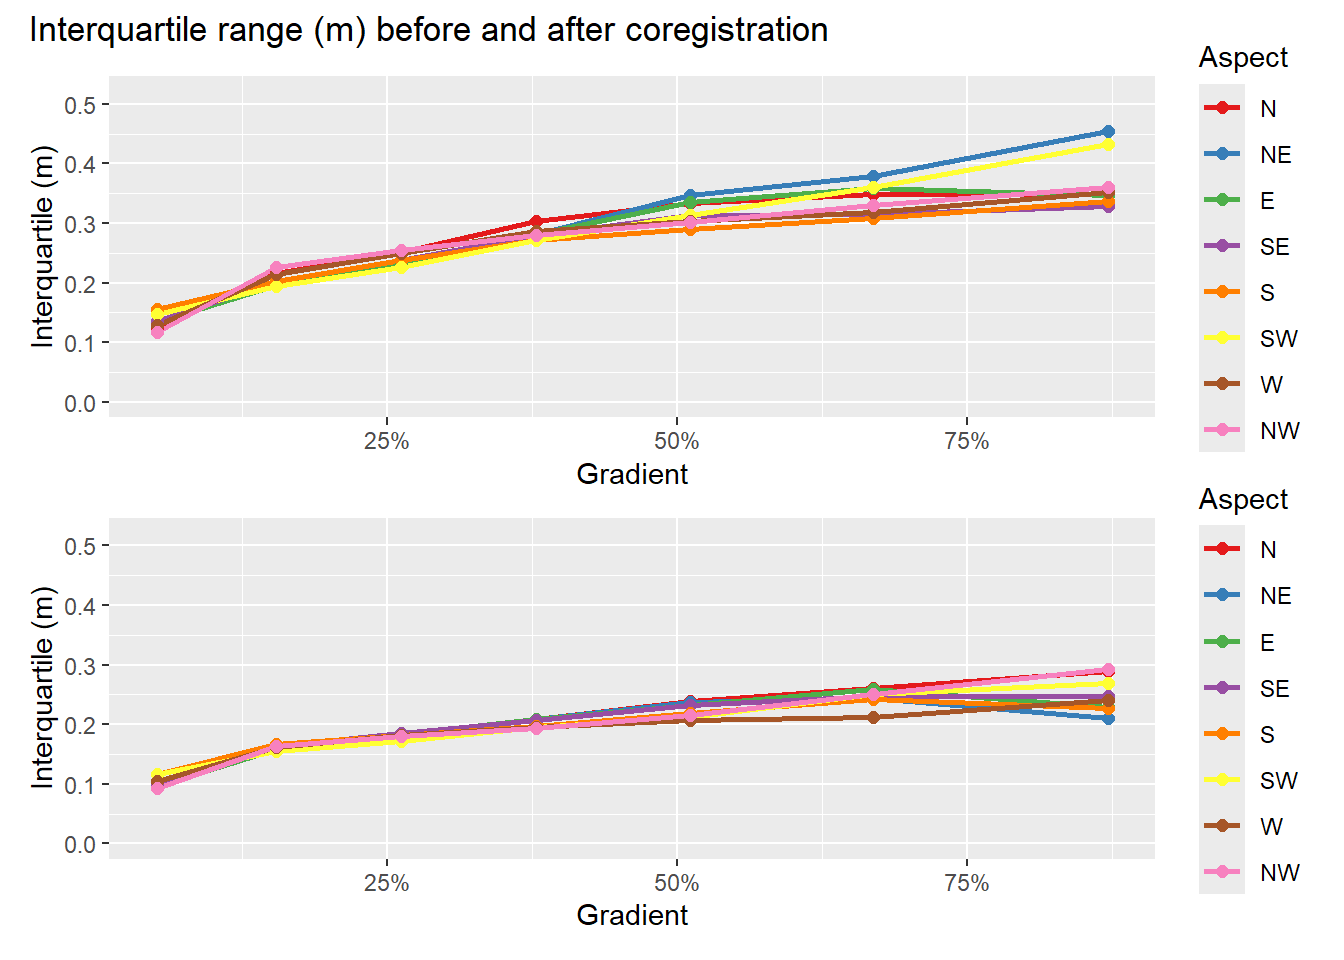 Interquartile range (m) before and after coregistration
Interquartile (m)
0.5
0.4
0.3
0.2
0.1
0.0
25% 50% 75%
Gradient
Aspect
N
NE
E
SE
S
SW
W
NW
Interquartile (m)
0.5
0.4
0.3
0.2
0.1
0.0
25% 50% 75%
Gradient
Aspect
N
NE
E
SE
S
SW
W
NW